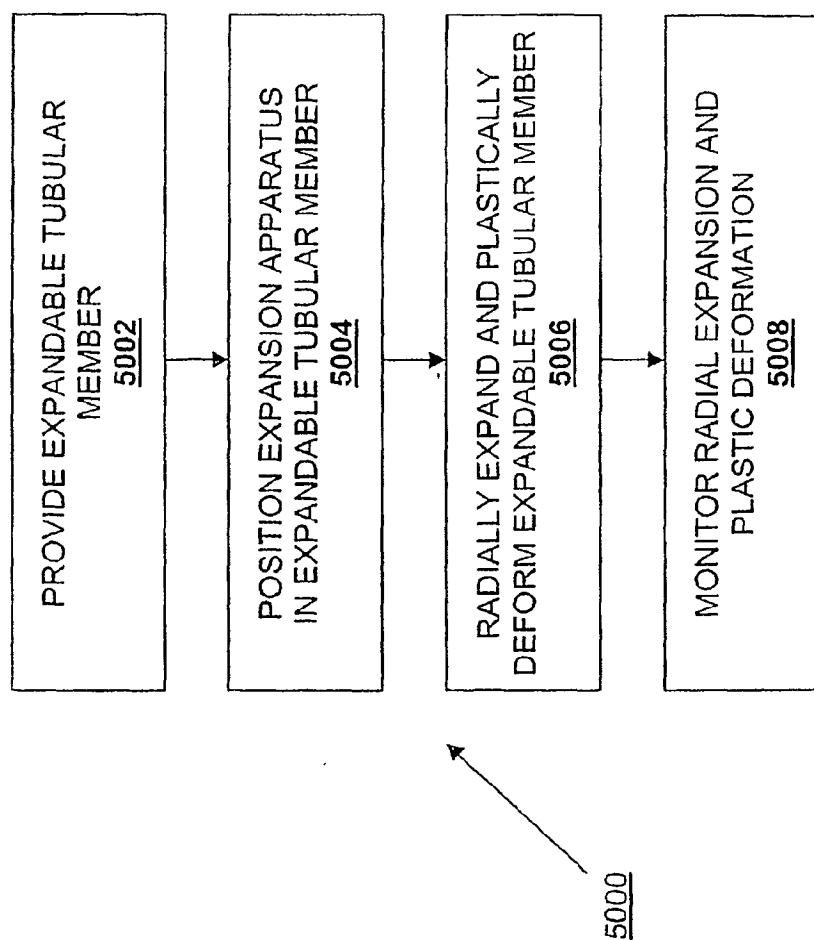 PROVIDE EXPANDABLE TUBULAR
MEMBER
5002
POSITION EXPANSION APPARATUS
IN EXPANDABLE TUBULAR MEMBER
5004
RADIALLY EXPAND AND PLASTICALLY
DEFORM EXPANDABLE TUBULAR MEMBER
5006
MONITOR RADIAL EXPANSION AND
PLASTIC DEFORMATION
5008
5000